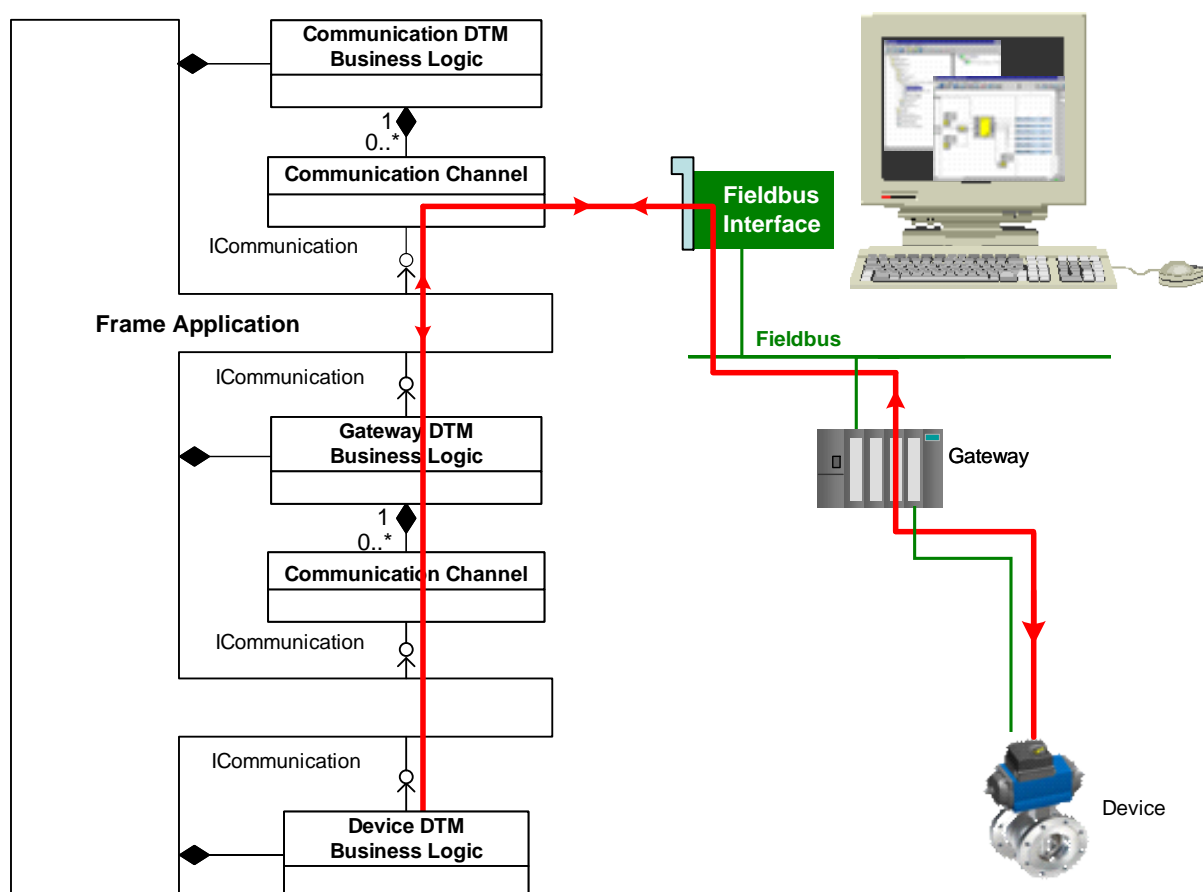 Communication DTM
Business Logic
1
0..*
Communication Channel
ICommunication
Fieldbus
Interface
Frame Application
Fieldbus
ICommunication
Gateway DTM
Business Logic
Gateway
1
0..*
Communication Channel
ICommunication
ICommunication
Device DTM
Business Logic
Device